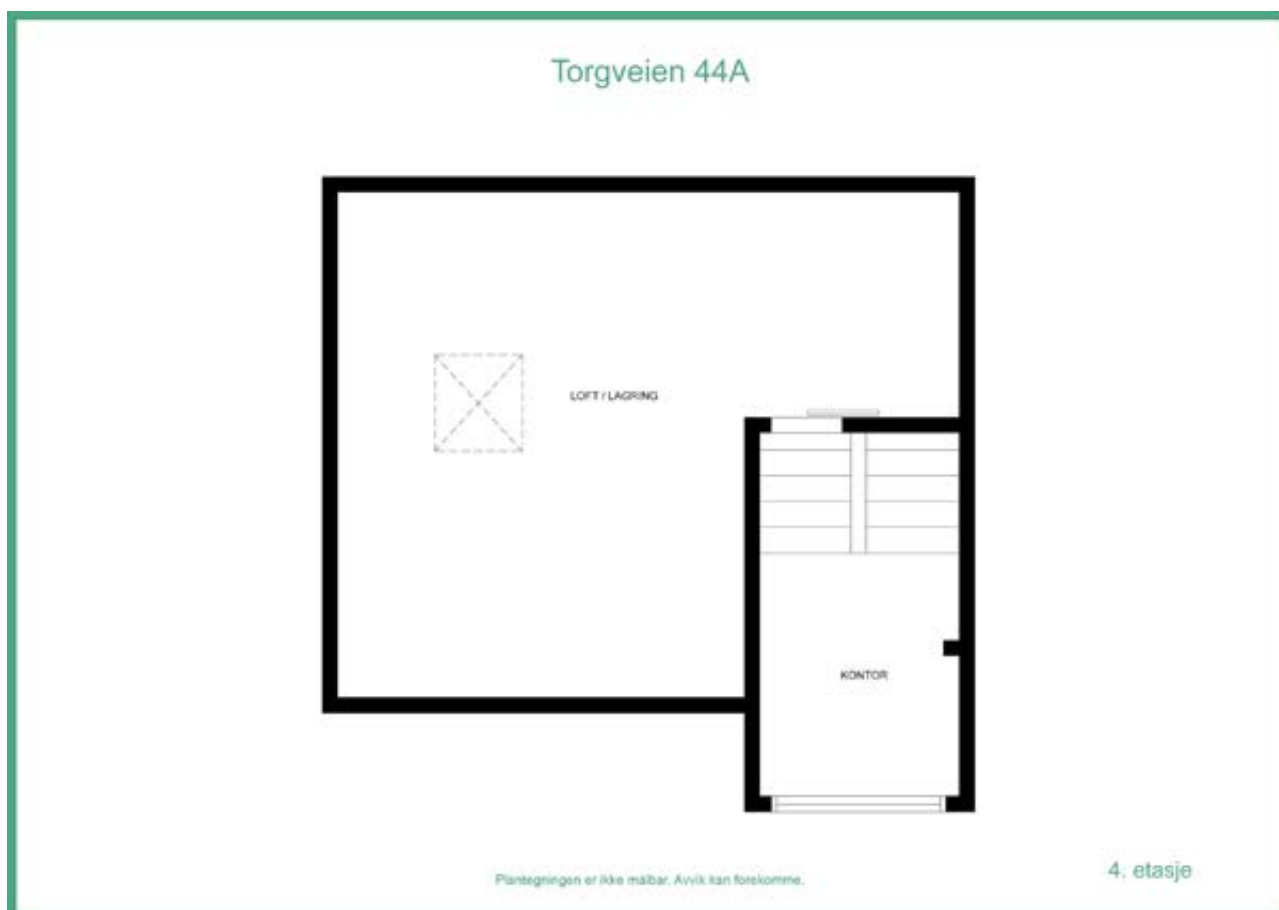 Torgveien 44A
LOFT / LAGRING
KONTOR
4. etasje
Plantegningen er ikke målbar. Avvik kan forekomme.